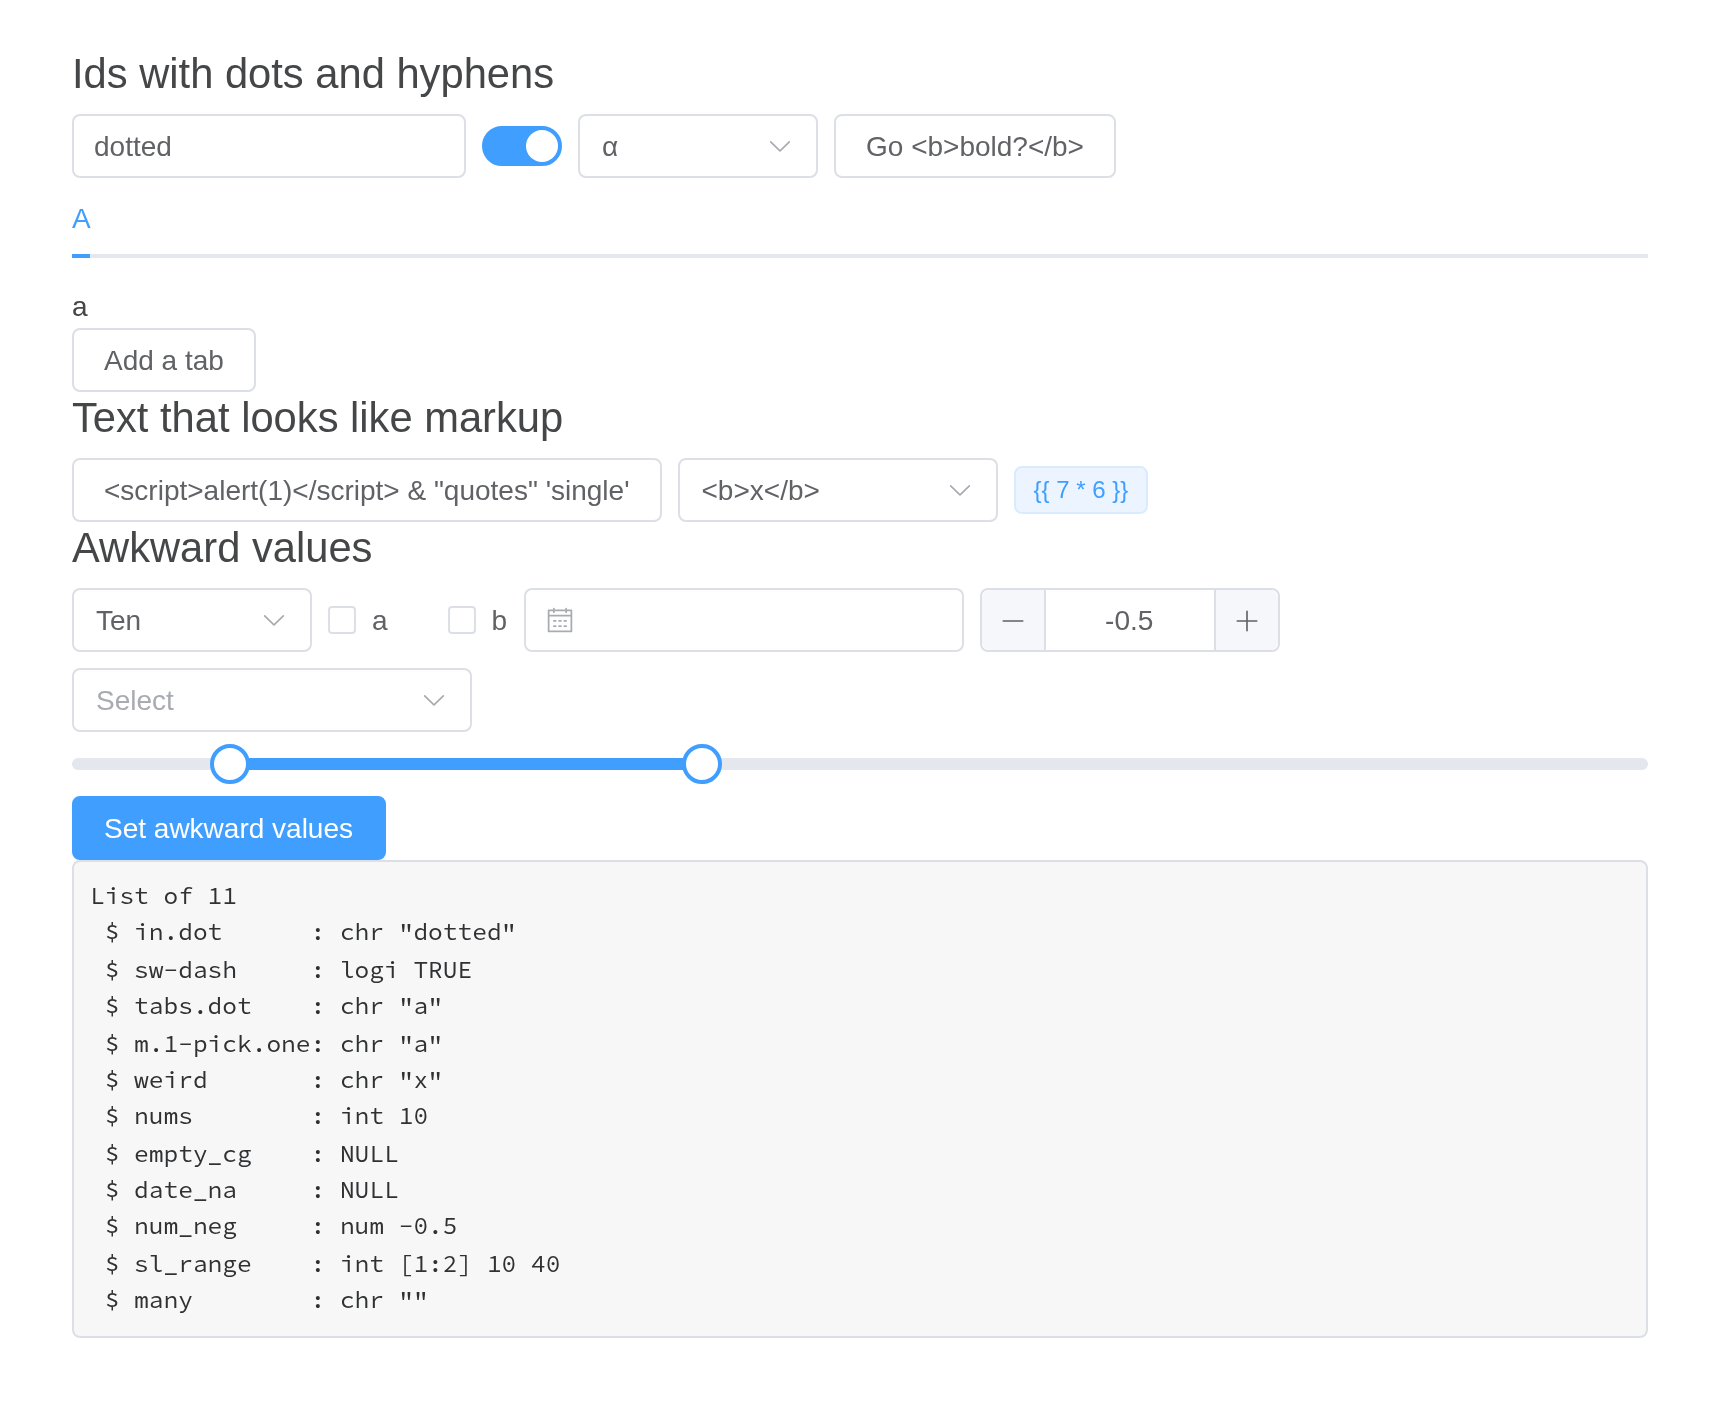 Ids with dots and hyphens
dotted α Go <b>bold?</b>
A
a
Add a tab
Text that looks like markup
<script>alert(1)</script> & "quotes" 'single' <b>x</b> {{ 7 * 6 }}
Awkward values
Ten a b -0.5
Select
Set awkward values
List of 11
 $ in.dot      : chr "dotted"
 $ sw-dash     : logi TRUE
 $ tabs.dot    : chr "a"
 $ m.1-pick.one: chr "a"
 $ weird       : chr "x"
 $ nums        : int 10
 $ empty_cg    : NULL
 $ date_na     : NULL
 $ num_neg     : num -0.5
 $ sl_range    : int [1:2] 10 40
 $ many        : chr ""